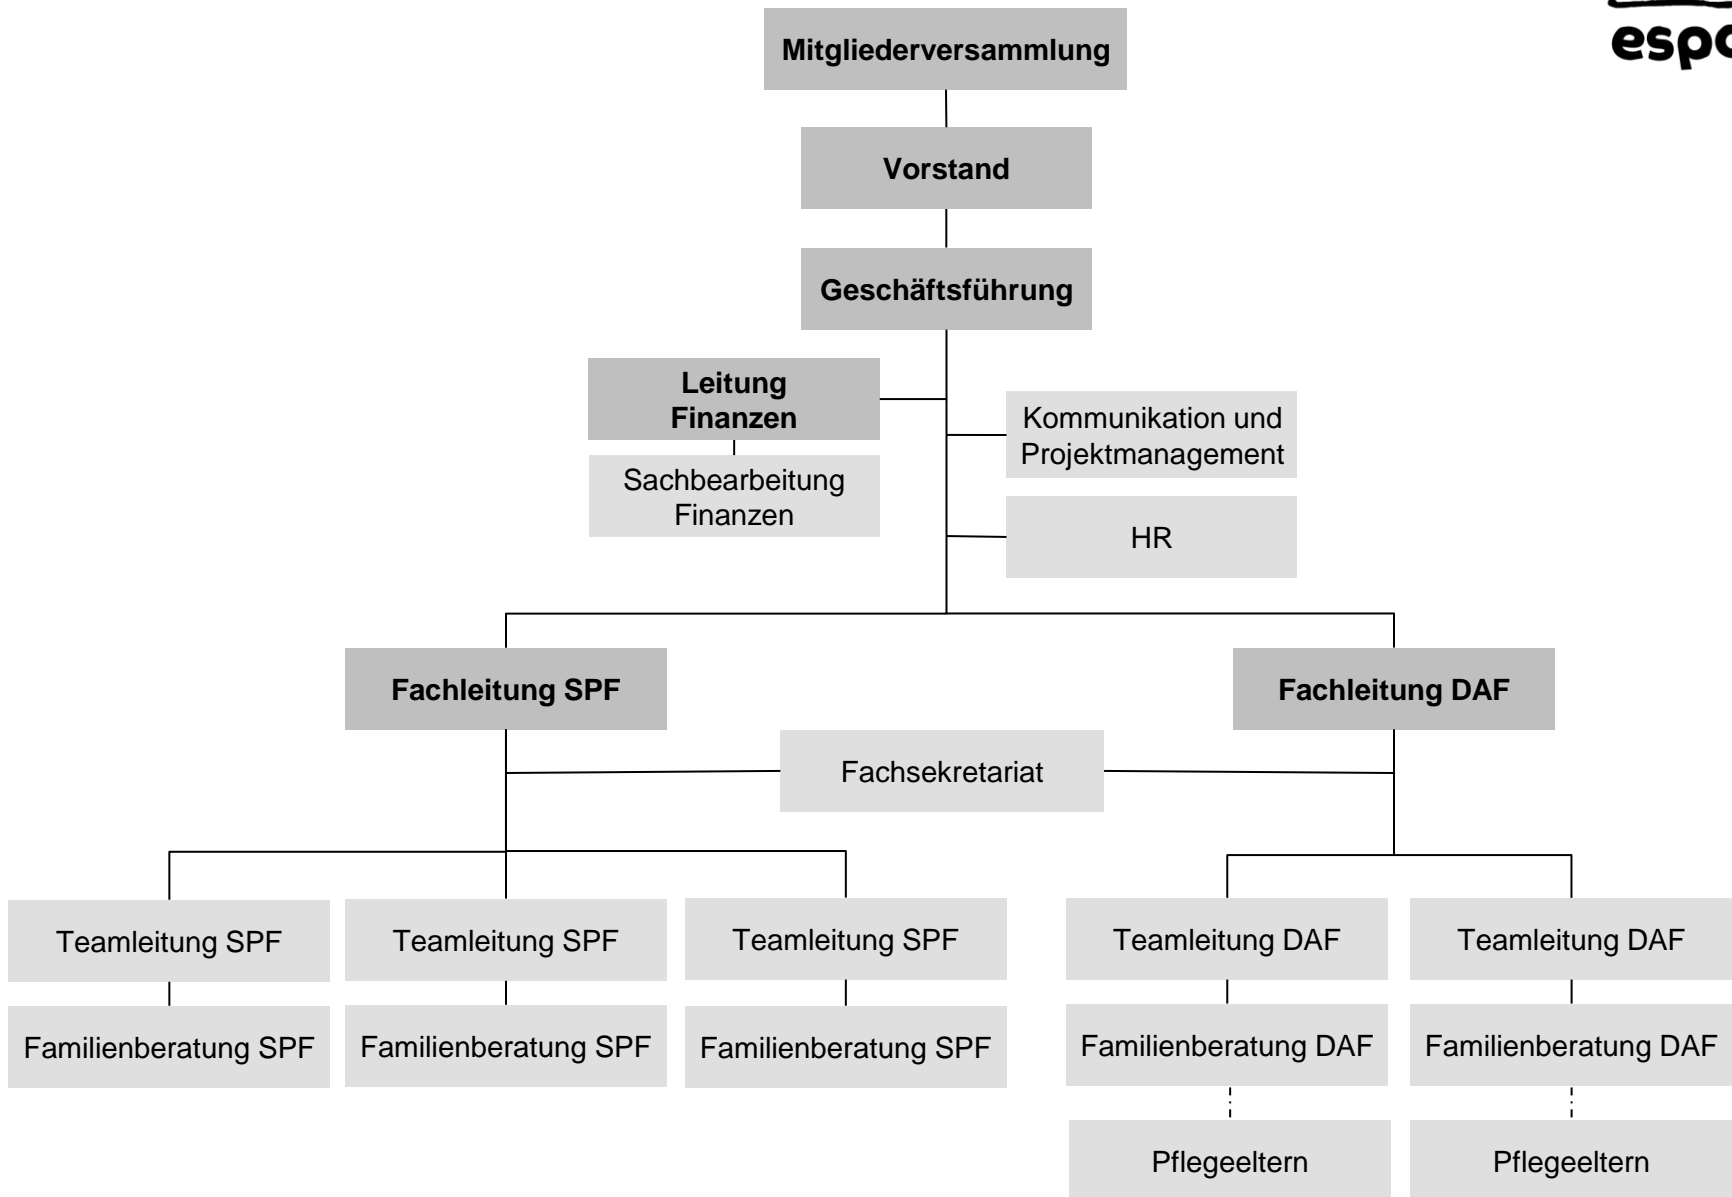 espo
Mitgliederversammlung
Vorstand
Geschäftsführung
Leitung
Finanzen
Kommunikation und
Projektmanagement
Sachbearbeitung
Finanzen
HR
Fachleitung SPF
Fachleitung DAF
Fachsekretariat
Teamleitung SPF
Teamleitung SPF
Teamleitung SPF
Teamleitung DAF
Teamleitung DAF
Familienberatung SPF
Familienberatung SPF
Familienberatung SPF
Familienberatung DAF
Familienberatung DAF
Pflegeeltern
Pflegeeltern